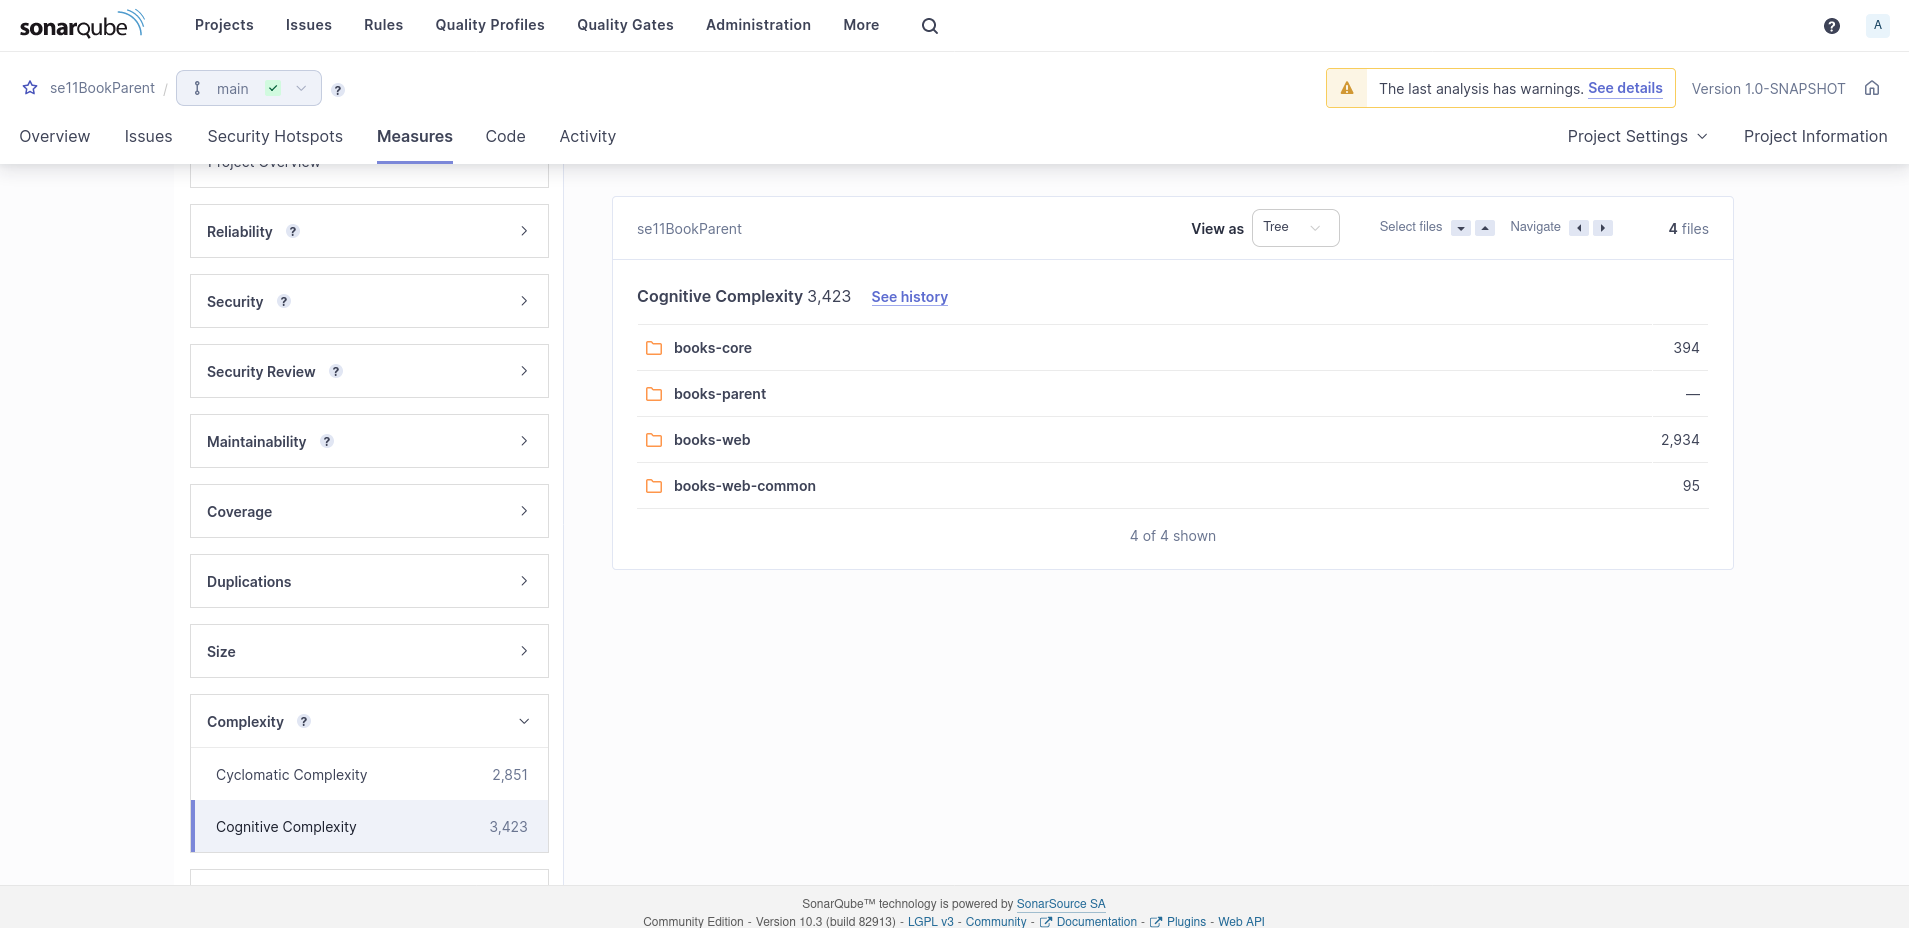 sonarqube Projects Issues Rules Quality Profiles Quality Gates Administration More ? A
se11BookParent / main ? The last analysis has warnings. See details Version 1.0-SNAPSHOT
Overview Issues Security Hotspots Measures Code Activity Project Settings Project Information
Project Overview
Reliability ?
Security ?
Security Review ?
Maintainability ?
Coverage
Duplications
Size
Complexity ?
Cyclomatic Complexity 2,851
Cognitive Complexity 3,423
se11BookParent View as Tree Select files Navigate 4 files
Cognitive Complexity 3,423 See history
books-core 394
books-parent —
books-web 2,934
books-web-common 95
4 of 4 shown
SonarQube™ technology is powered by SonarSource SA
Community Edition - Version 10.3 (build 82913) - LGPL v3 - Community - Documentation - Plugins - Web API